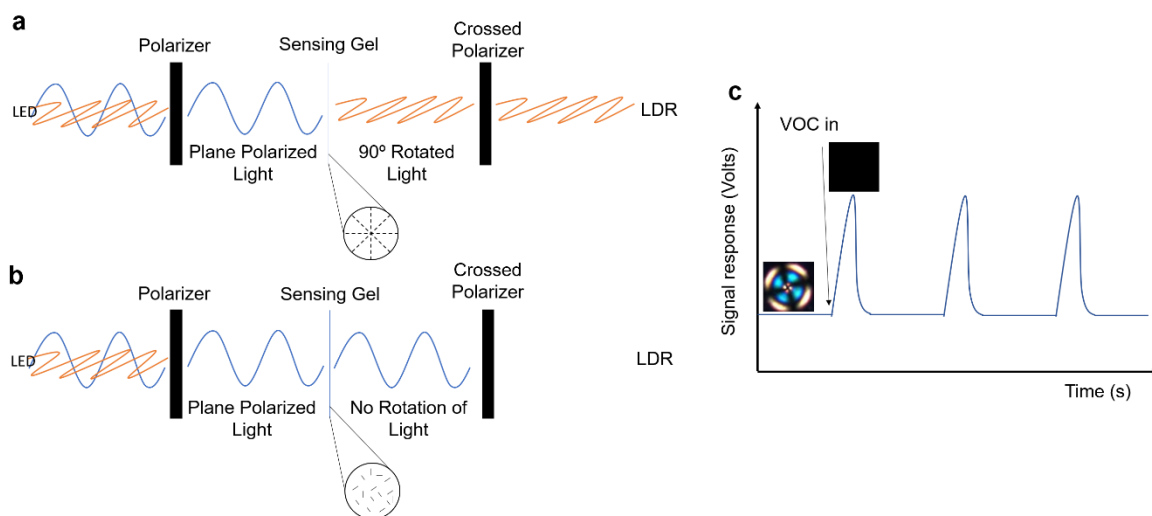 a
Polarizer
Sensing Gel
Crossed
Polarizer
LED
LDR
Plane Polarized
Light
90º Rotated
Light
b
Polarizer
Sensing Gel
Crossed
Polarizer
LED
LDR
Plane Polarized
Light
No Rotation of
Light
c
VOC in
Signal response (Volts)
Time (s)